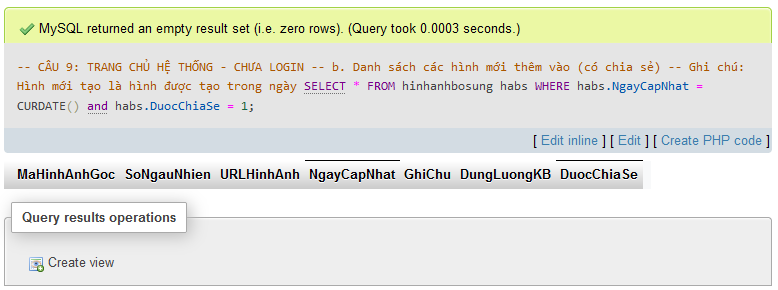 MySQL returned an empty result set (i.e. zero rows). (Query took 0.0003 seconds.)
-- CÂU 9: TRANG CHỦ HỆ THỐNG - CHƯA LOGIN -- b. Danh sách các hình mới thêm vào (có chia sẻ) -- Ghi chú:
Hình mới tạo là hình được tạo trong ngày SELECT * FROM hinhanhbosung habs WHERE habs.NgayCapNhat =
CURDATE() and habs.DuocChiaSe = 1;
[ Edit inline ] [ Edit ] [ Create PHP code ]
MaHinhAnhGoc SoNgauNhien URLHinhAnh NgayCapNhat GhiChu DungLuongKB DuocChiaSe
Query results operations
Create view